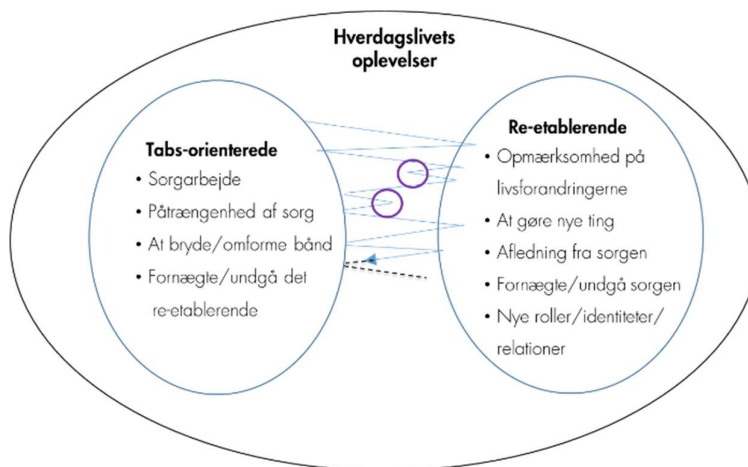 Hverdagslivets
oplevelser
Tabs-orienterede
• Sorgarbejde
• Påtrængenhed af sorg
• At bryde/omforme bånd
• Fornægte/undgå det
re-etablerende
Re-etablerende
• Opmærksomhed på
livsforandringerne
• At gøre nye ting
• Afledning fra sorgen
• Fornægte/undgå sorgen
• Nye roller/identiteter/
relationer